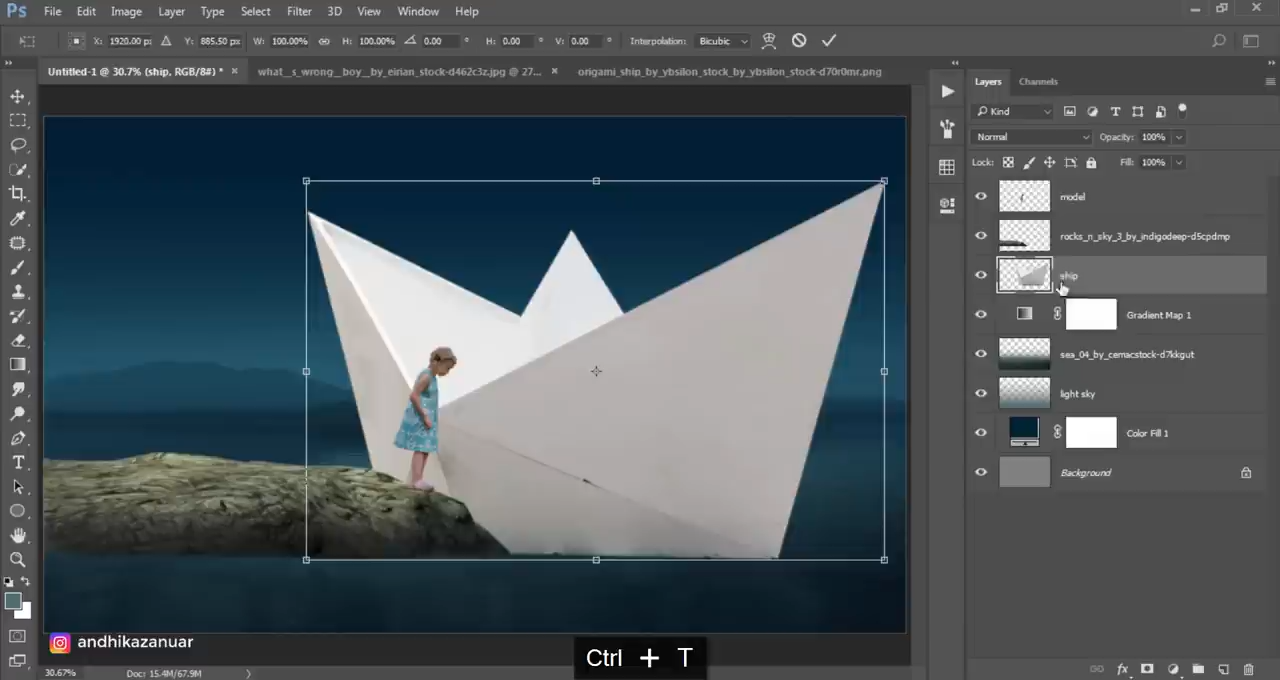 Ps File Edit Image Layer Type Select Filter 3D View Window Help
X: 1920.00 px Y: 885.50 px W: 100.00% H: 100.00% 0.00 ° H: 0.00 ° V: 0.00 ° Interpolation: Bicubic
Untitled-1 @ 30.7% (ship, RGB/8#) * × what__s_wrong__boy__by_eirian_stock-d462c3z.jpg @ 27... × origami_ship_by_ybsilon_stock_by_ybsilon_stock-d70r0mr.png
Layers Channels
Kind
Normal Opacity: 100%
Lock: Fill: 100%
model
rocks_n_sky_3_by_indigodeep-d5cpdmp
ship
Gradient Map 1
sea_04_by_cemacstock-d7kkgut
light sky
Color Fill 1
Background
andhikazanuar
Ctrl + T
30.67% Doc: 15.4M/67.9M